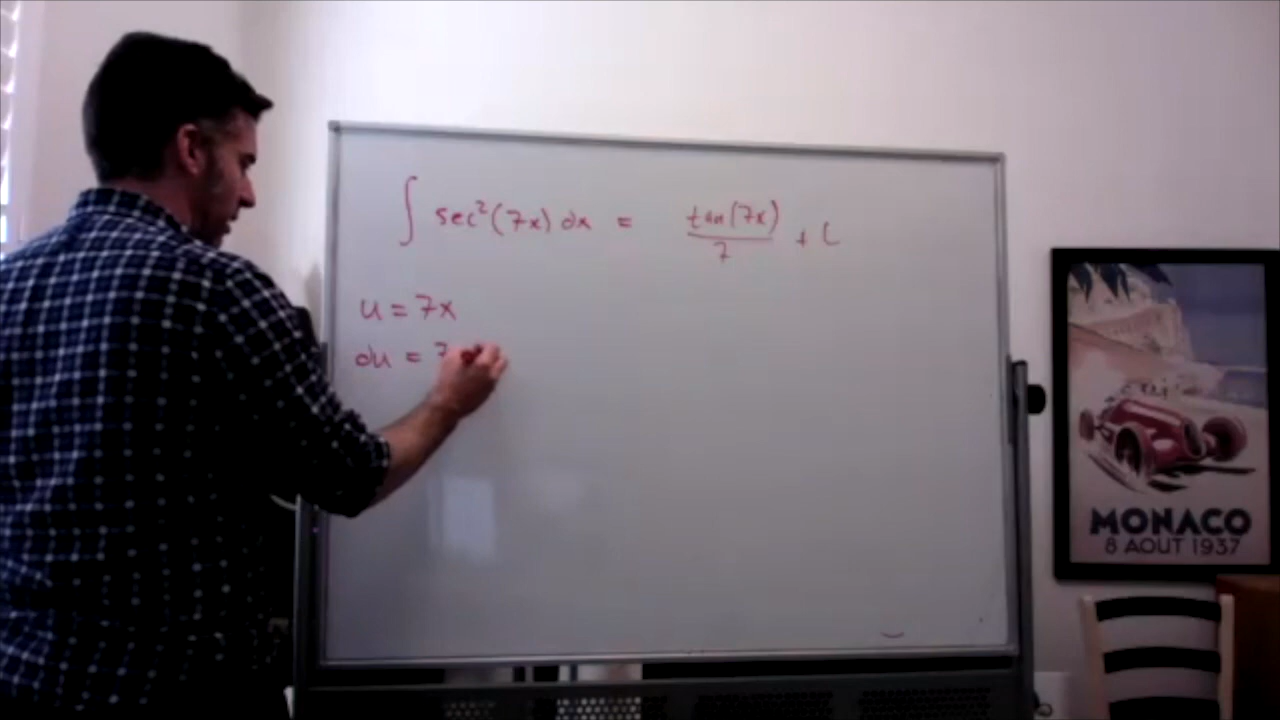 ∫ sec²(7x) dx = tan(7x)/7 + C
u = 7x
du = 7
MONACO
8 AOUT 1937